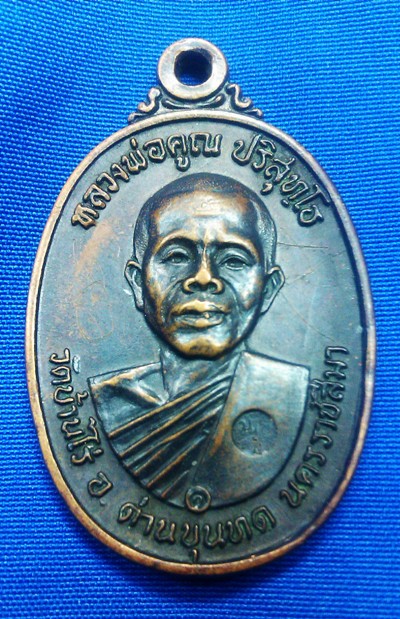 หลวงพ่อคูณ ปริสุทฺโธ
วัดบ้านไร่ อ. ด่านขุนทด นครราชสีมา
๑